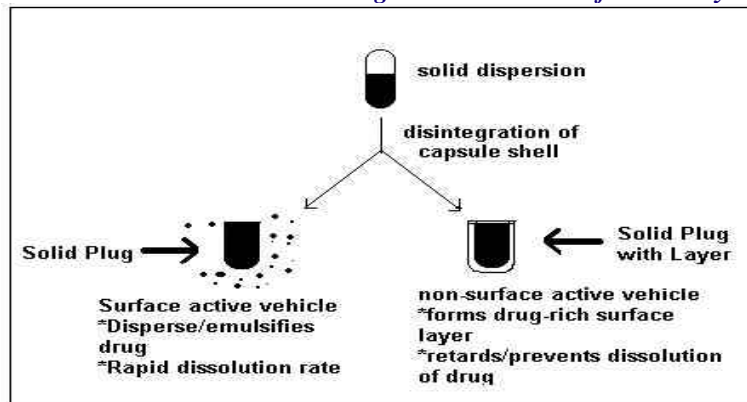 solid dispersion
disintegration of
capsule shell
Solid Plug
Solid Plug
with Layer
Surface active vehicle
*Disperse/emulsifies
drug
*Rapid dissolution rate
non-surface active vehicle
*forms drug-rich surface
layer
*retards/prevents dissolution
of drug